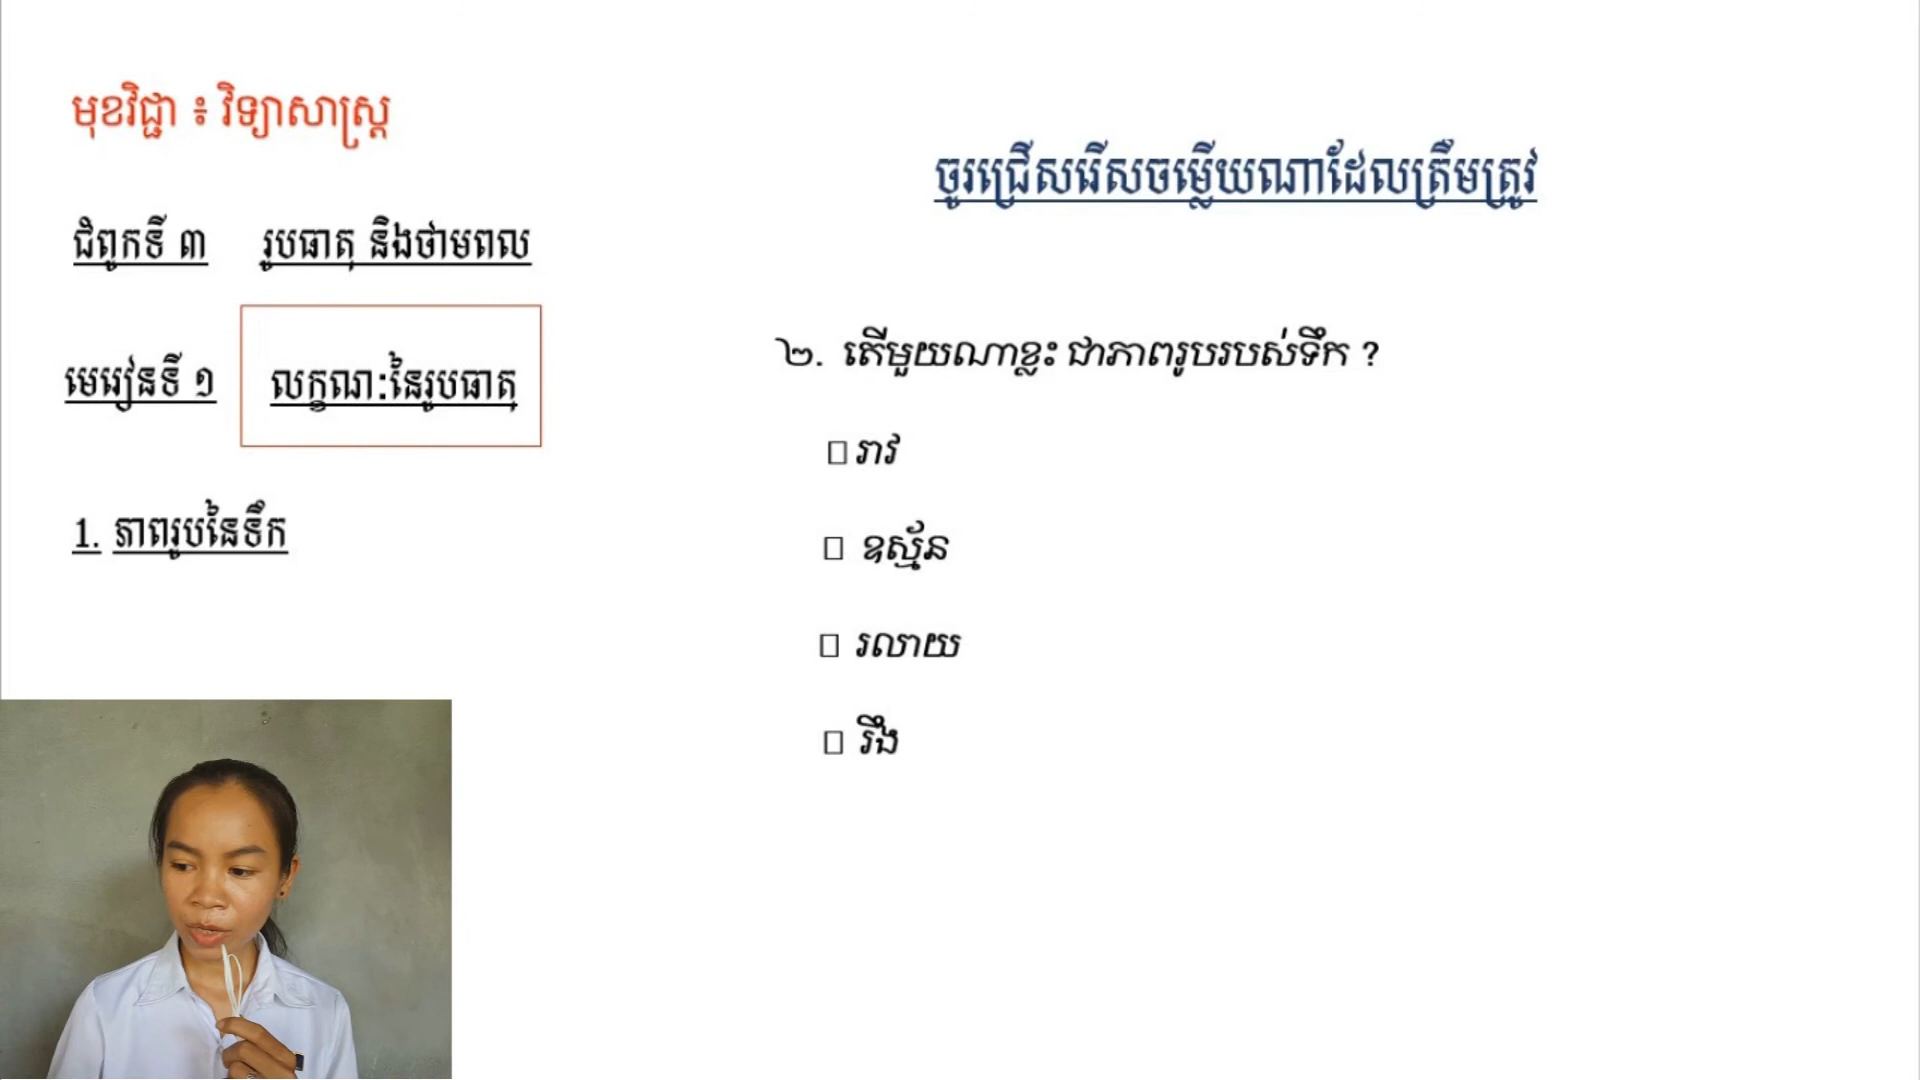 មុខវិជ្ជា ៖ វិទ្យាសាស្ត្រ
ជំពូកទី ៣ រូបធាតុ និងថាមពល
មេរៀនទី ១ លក្ខណៈនៃរូបធាតុ
1. ភាពរូបនៃទឹក
ចូរជ្រើសរើសចម្លើយណាដែលត្រឹមត្រូវ
២. តើមួយណាខ្លះ ជាភាពរូបរបស់ទឹក ?
រាវ
ឧស្ម័ន
រលាយ
រឹង